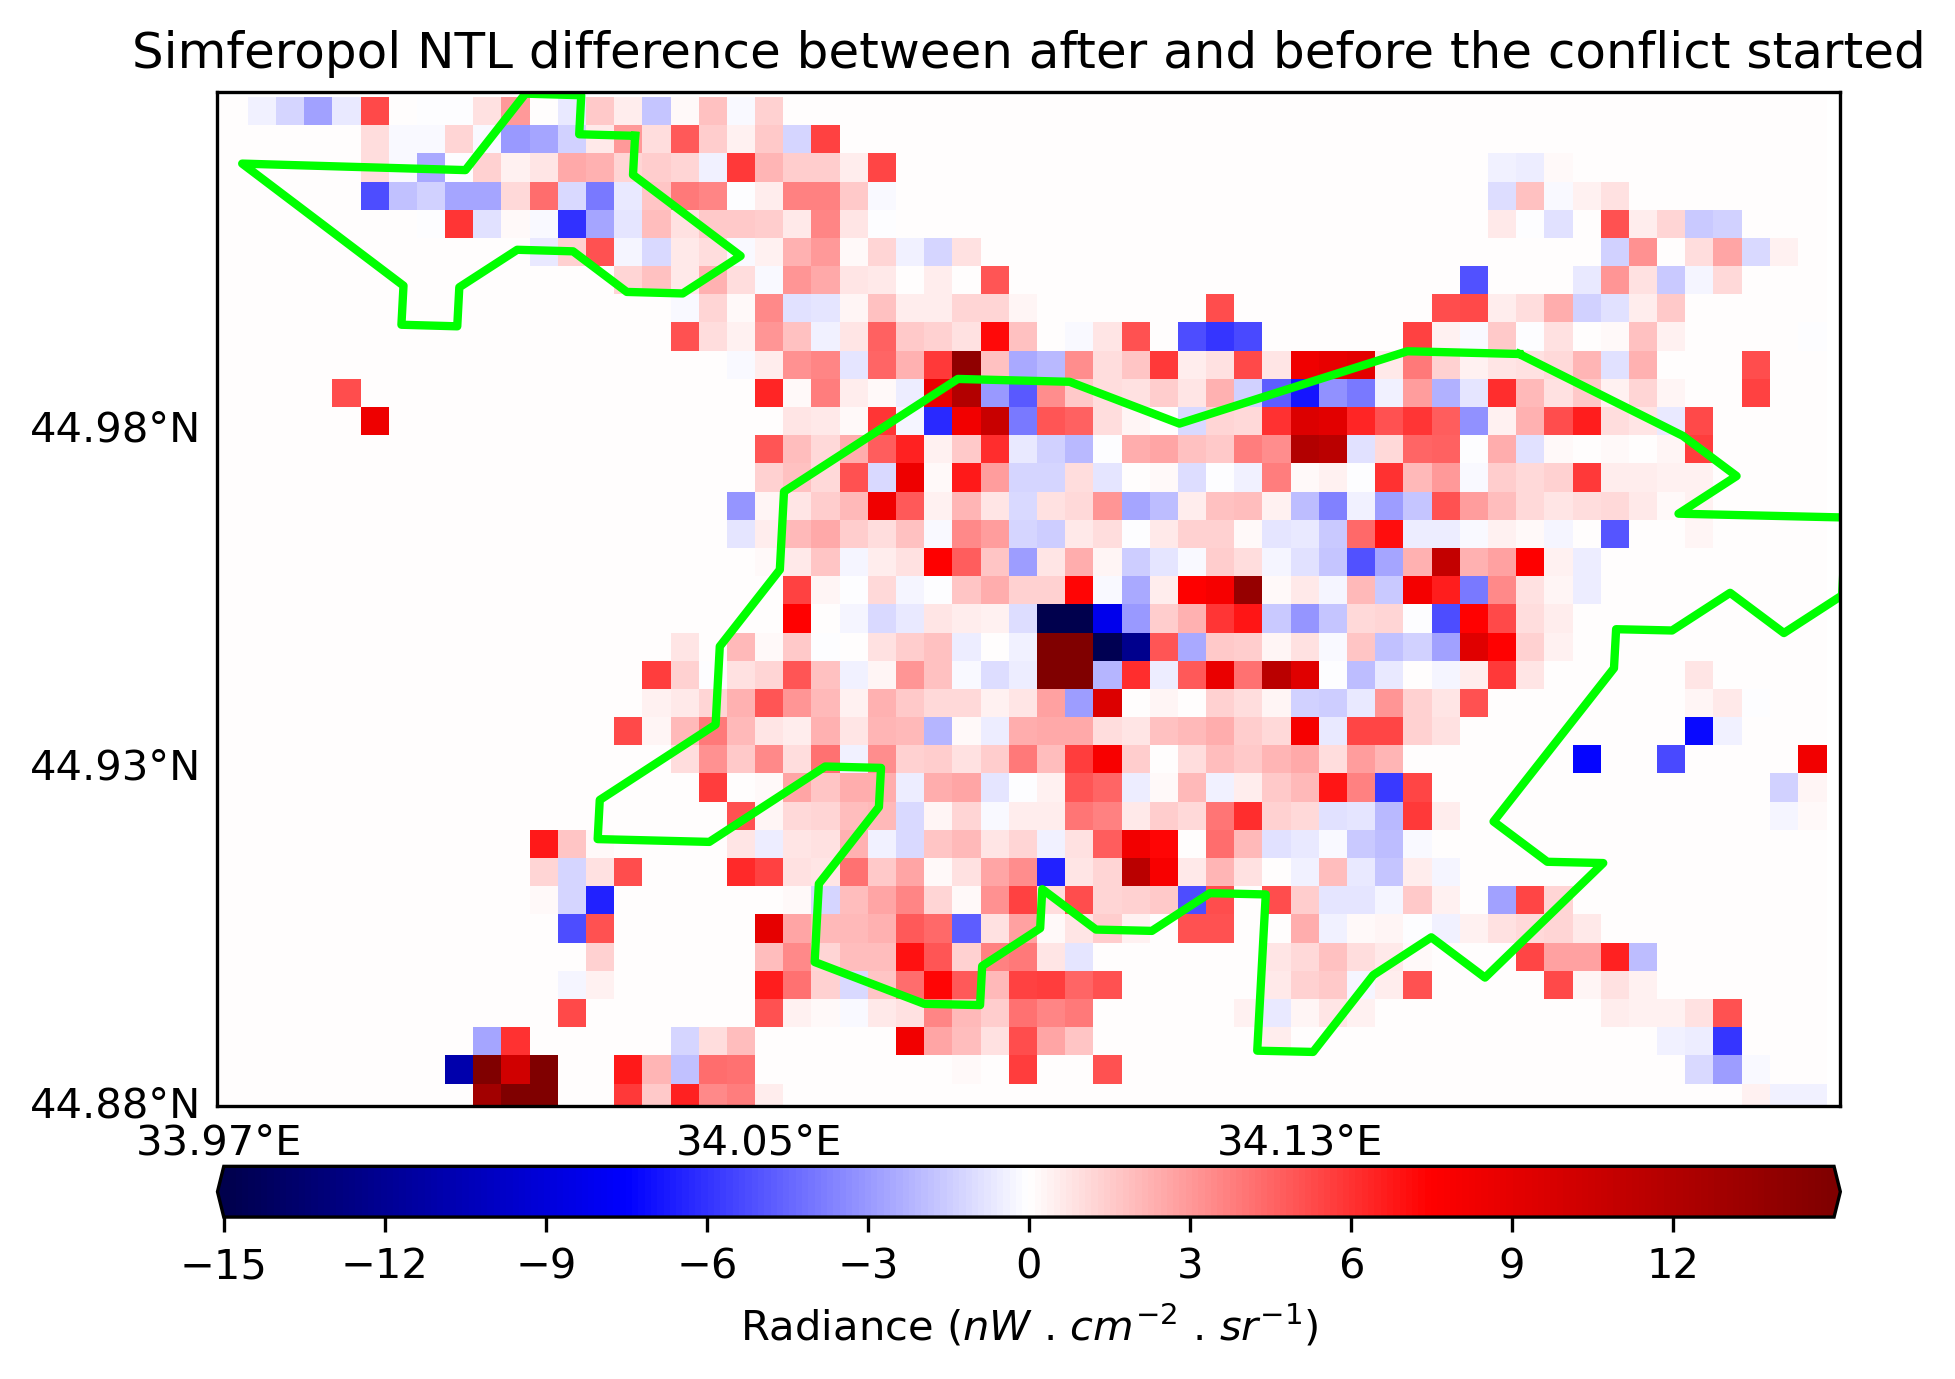 Simferopol NTL difference between after and before the conflict started
44.98°N
44.93°N
44.88°N
33.97°E 34.05°E 34.13°E
−15 −12 −9 −6 −3 0 3 6 9 12
Radiance (nW . cm⁻² . sr⁻¹)